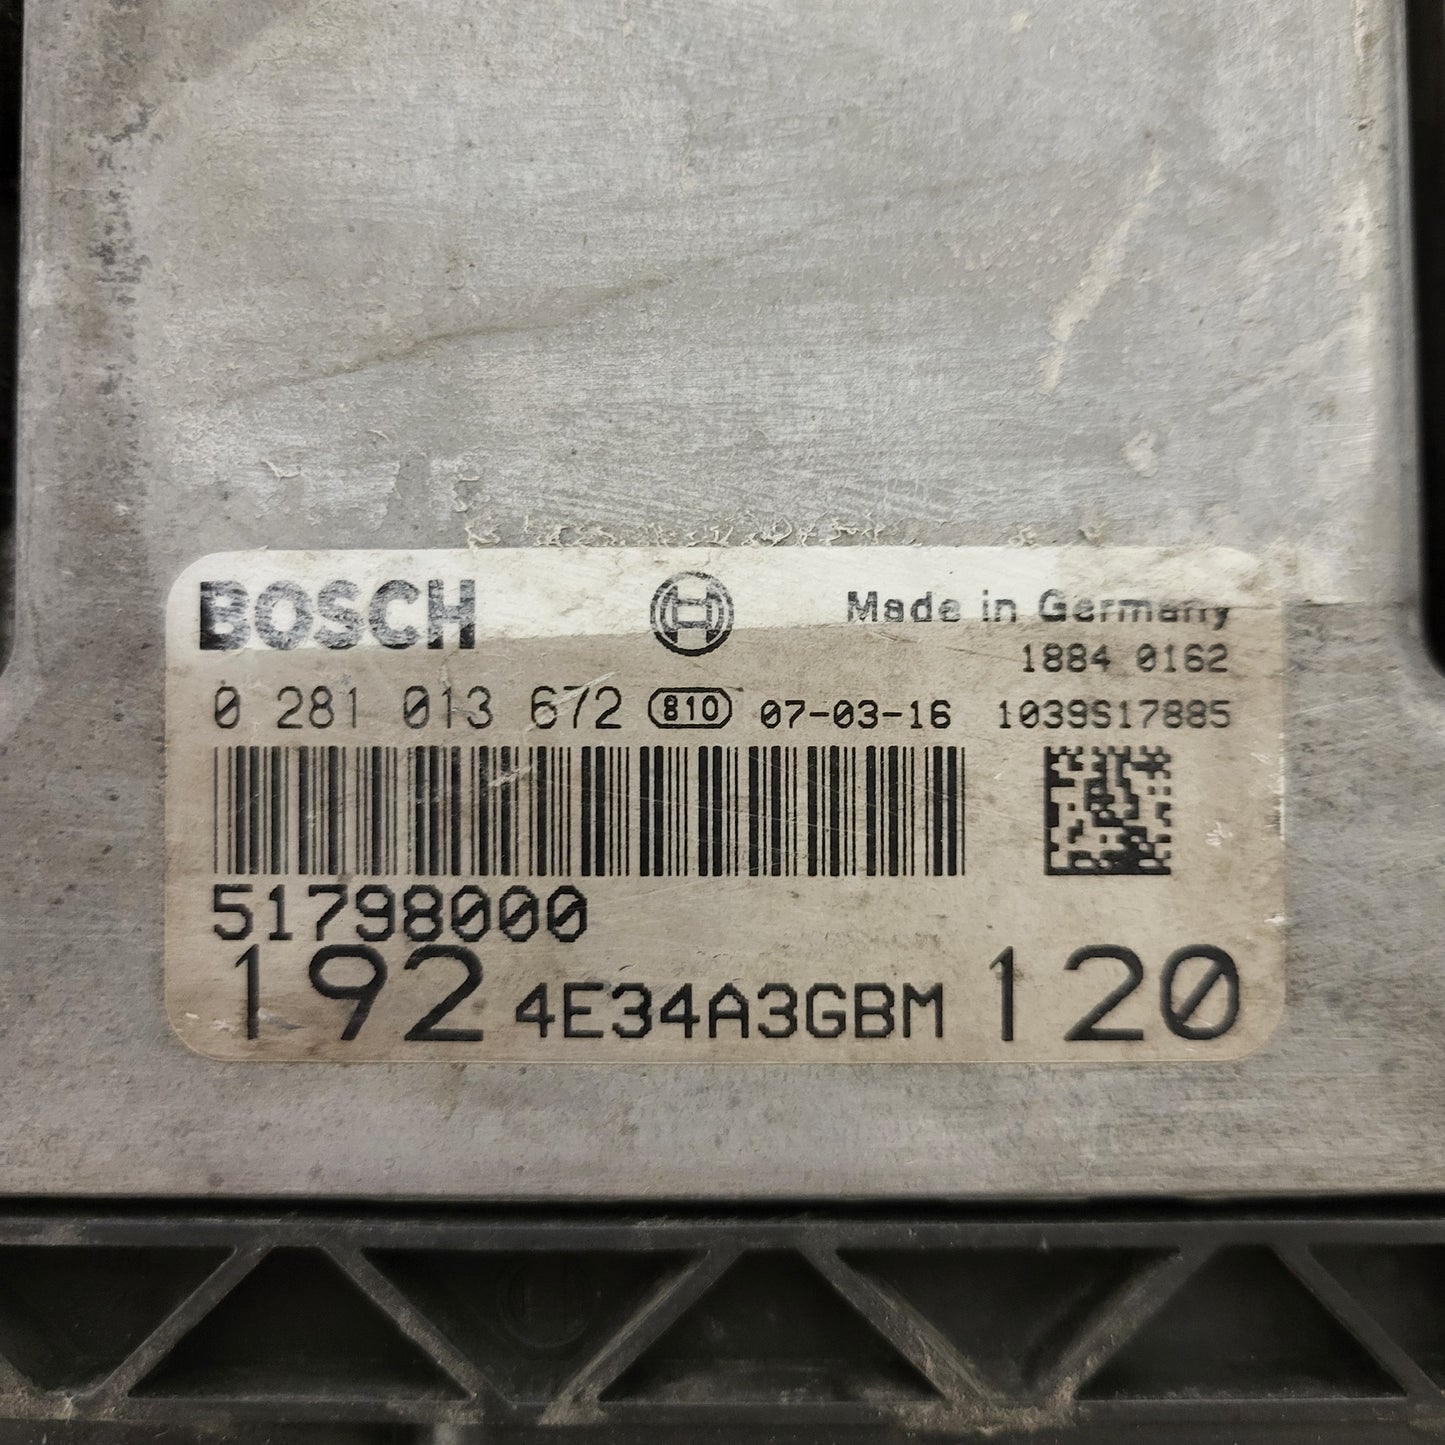 BOSCH Made in Germany
1884 0162
0 281 013 672 810 07-03-16 1039S17885
51798000
192 4E34A3GBM 120